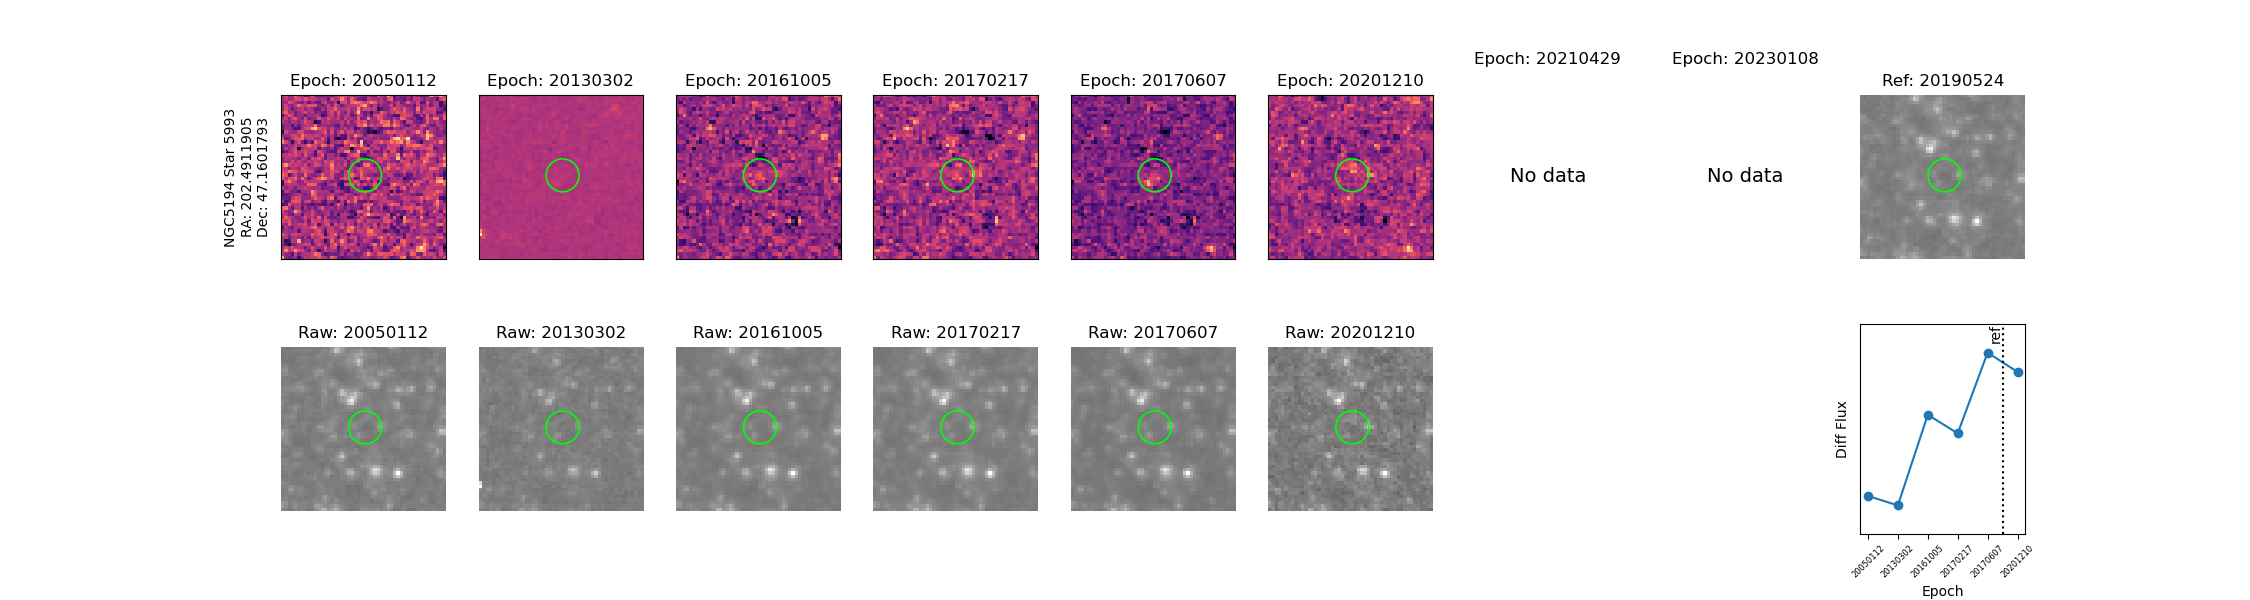 Epoch: 20210429
Epoch: 20230108
Epoch: 20050112
Epoch: 20130302
Epoch: 20161005
Epoch: 20170217
Epoch: 20170607
Epoch: 20201210
Ref: 20190524
NGC5194 Star 5993
RA: 202.4911905
Dec: 47.1601793
No data
No data
Raw: 20050112
Raw: 20130302
Raw: 20161005
Raw: 20170217
Raw: 20170607
Raw: 20201210
ref
Diff Flux
20050112
20130302
20161005
20170217
20170607
20201210
Epoch